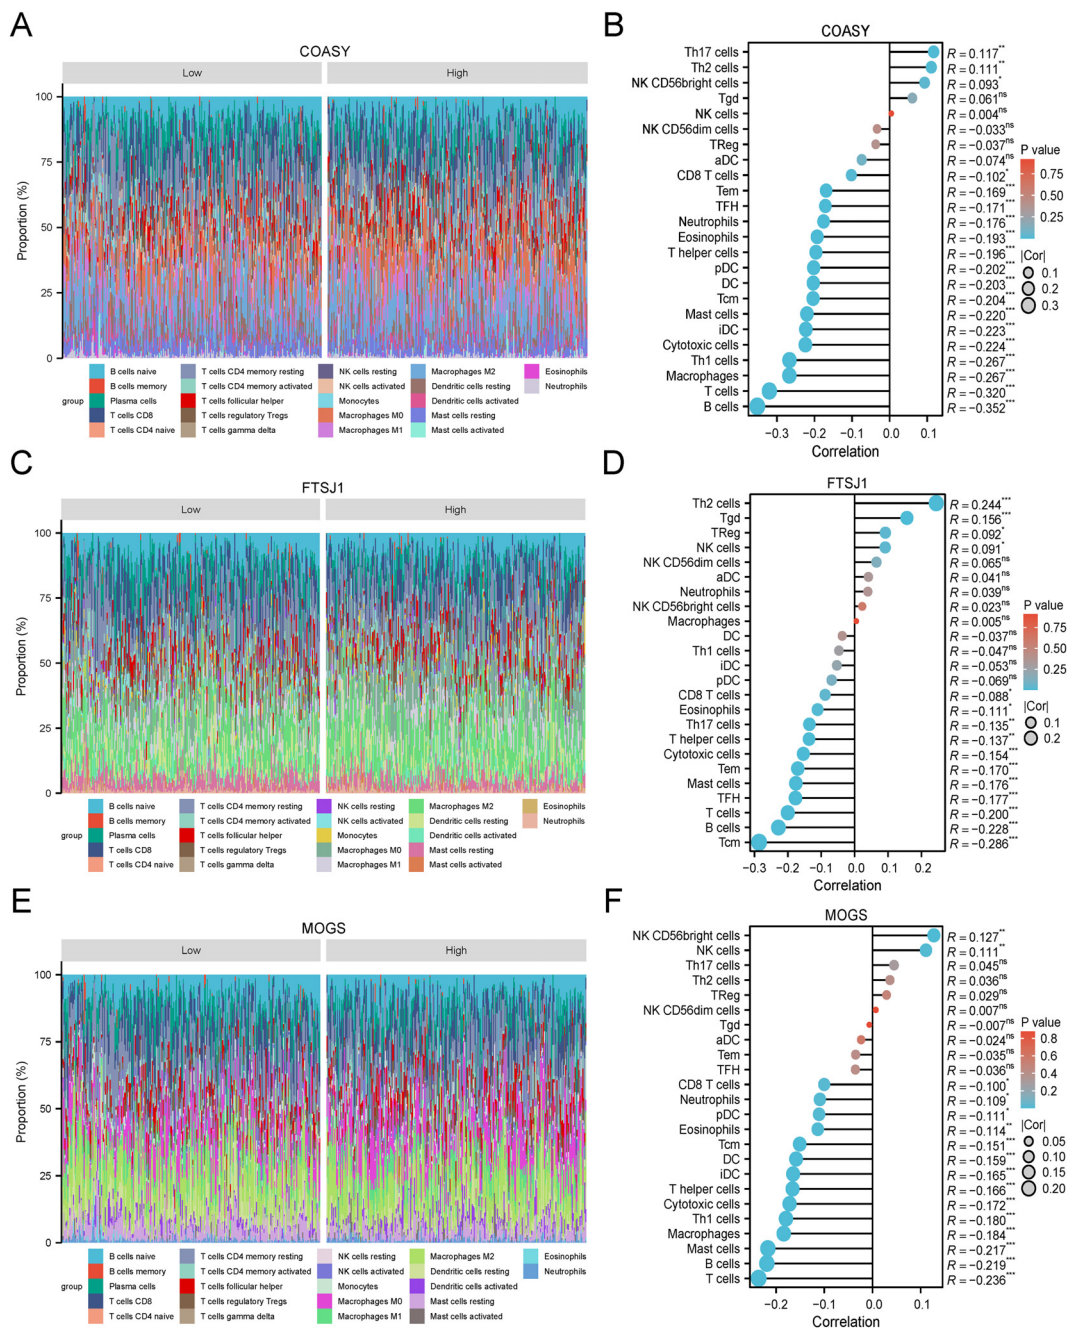 A
COASY
Low
High
Proportion (%)
100
75
50
25
0
group
B cells naive
B cells memory
Plasma cells
T cells CD8
T cells CD4 naive
T cells CD4 memory resting
T cells CD4 memory activated
T cells follicular helper
T cells regulatory Tregs
T cells gamma delta
NK cells resting
NK cells activated
Monocytes
Macrophages M0
Macrophages M1
Macrophages M2
Dendritic cells resting
Dendritic cells activated
Mast cells resting
Mast cells activated
Eosinophils
Neutrophils
B
COASY
Th17 cells R = 0.117**
Th2 cells R = 0.111**
NK CD56bright cells R = 0.093*
Tgd R = 0.061ns
NK cells R = 0.004ns
NK CD56dim cells R = −0.033ns
TReg R = −0.037ns
aDC R = −0.074ns
CD8 T cells R = −0.102*
Tem R = −0.169***
TFH R = −0.171***
Neutrophils R = −0.176***
Eosinophils R = −0.193***
T helper cells R = −0.196***
pDC R = −0.202***
DC R = −0.203***
Tcm R = −0.204***
Mast cells R = −0.220***
iDC R = −0.223***
Cytotoxic cells R = −0.224***
Th1 cells R = −0.267***
Macrophages R = −0.267***
T cells R = −0.320***
B cells R = −0.352***
−0.3 −0.2 −0.1 0.0 0.1
Correlation
P value
0.75
0.50
0.25
|Cor|
0.1
0.2
0.3
C
FTSJ1
Low
High
Proportion (%)
100
75
50
25
0
group
B cells naive
B cells memory
Plasma cells
T cells CD8
T cells CD4 naive
T cells CD4 memory resting
T cells CD4 memory activated
T cells follicular helper
T cells regulatory Tregs
T cells gamma delta
NK cells resting
NK cells activated
Monocytes
Macrophages M0
Macrophages M1
Macrophages M2
Dendritic cells resting
Dendritic cells activated
Mast cells resting
Mast cells activated
Eosinophils
Neutrophils
D
FTSJ1
Th2 cells R = 0.244***
Tgd R = 0.156***
TReg R = 0.092*
NK cells R = 0.091*
NK CD56dim cells R = 0.065ns
aDC R = 0.041ns
Neutrophils R = 0.039ns
NK CD56bright cells R = 0.023ns
Macrophages R = 0.005ns
DC R = −0.037ns
Th1 cells R = −0.047ns
iDC R = −0.053ns
pDC R = −0.069ns
CD8 T cells R = −0.088*
Eosinophils R = −0.111*
Th17 cells R = −0.135**
T helper cells R = −0.137**
Cytotoxic cells R = −0.154***
Tem R = −0.170***
Mast cells R = −0.176***
TFH R = −0.177***
T cells R = −0.200***
B cells R = −0.228***
Tcm R = −0.286***
−0.3 −0.2 −0.1 0.0 0.1 0.2
Correlation
P value
0.75
0.50
0.25
|Cor|
0.1
0.2
E
MOGS
Low
High
Proportion (%)
100
75
50
25
0
group
B cells naive
B cells memory
Plasma cells
T cells CD8
T cells CD4 naive
T cells CD4 memory resting
T cells CD4 memory activated
T cells follicular helper
T cells regulatory Tregs
T cells gamma delta
NK cells resting
NK cells activated
Monocytes
Macrophages M0
Macrophages M1
Macrophages M2
Dendritic cells resting
Dendritic cells activated
Mast cells resting
Mast cells activated
Eosinophils
Neutrophils
F
MOGS
NK CD56bright cells R = 0.127**
NK cells R = 0.111**
Th17 cells R = 0.045ns
Th2 cells R = 0.036ns
TReg R = 0.029ns
NK CD56dim cells R = 0.007ns
Tgd R = −0.007ns
aDC R = −0.024ns
Tem R = −0.035ns
TFH R = −0.036ns
CD8 T cells R = −0.100*
Neutrophils R = −0.109*
pDC R = −0.111*
Eosinophils R = −0.114**
Tcm R = −0.151***
DC R = −0.159***
iDC R = −0.165***
T helper cells R = −0.166***
Cytotoxic cells R = −0.172***
Th1 cells R = −0.180***
Macrophages R = −0.184***
Mast cells R = −0.217***
B cells R = −0.219***
T cells R = −0.236***
−0.2 −0.1 0.0 0.1
Correlation
P value
0.8
0.6
0.4
0.2
|Cor|
0.05
0.10
0.15
0.20